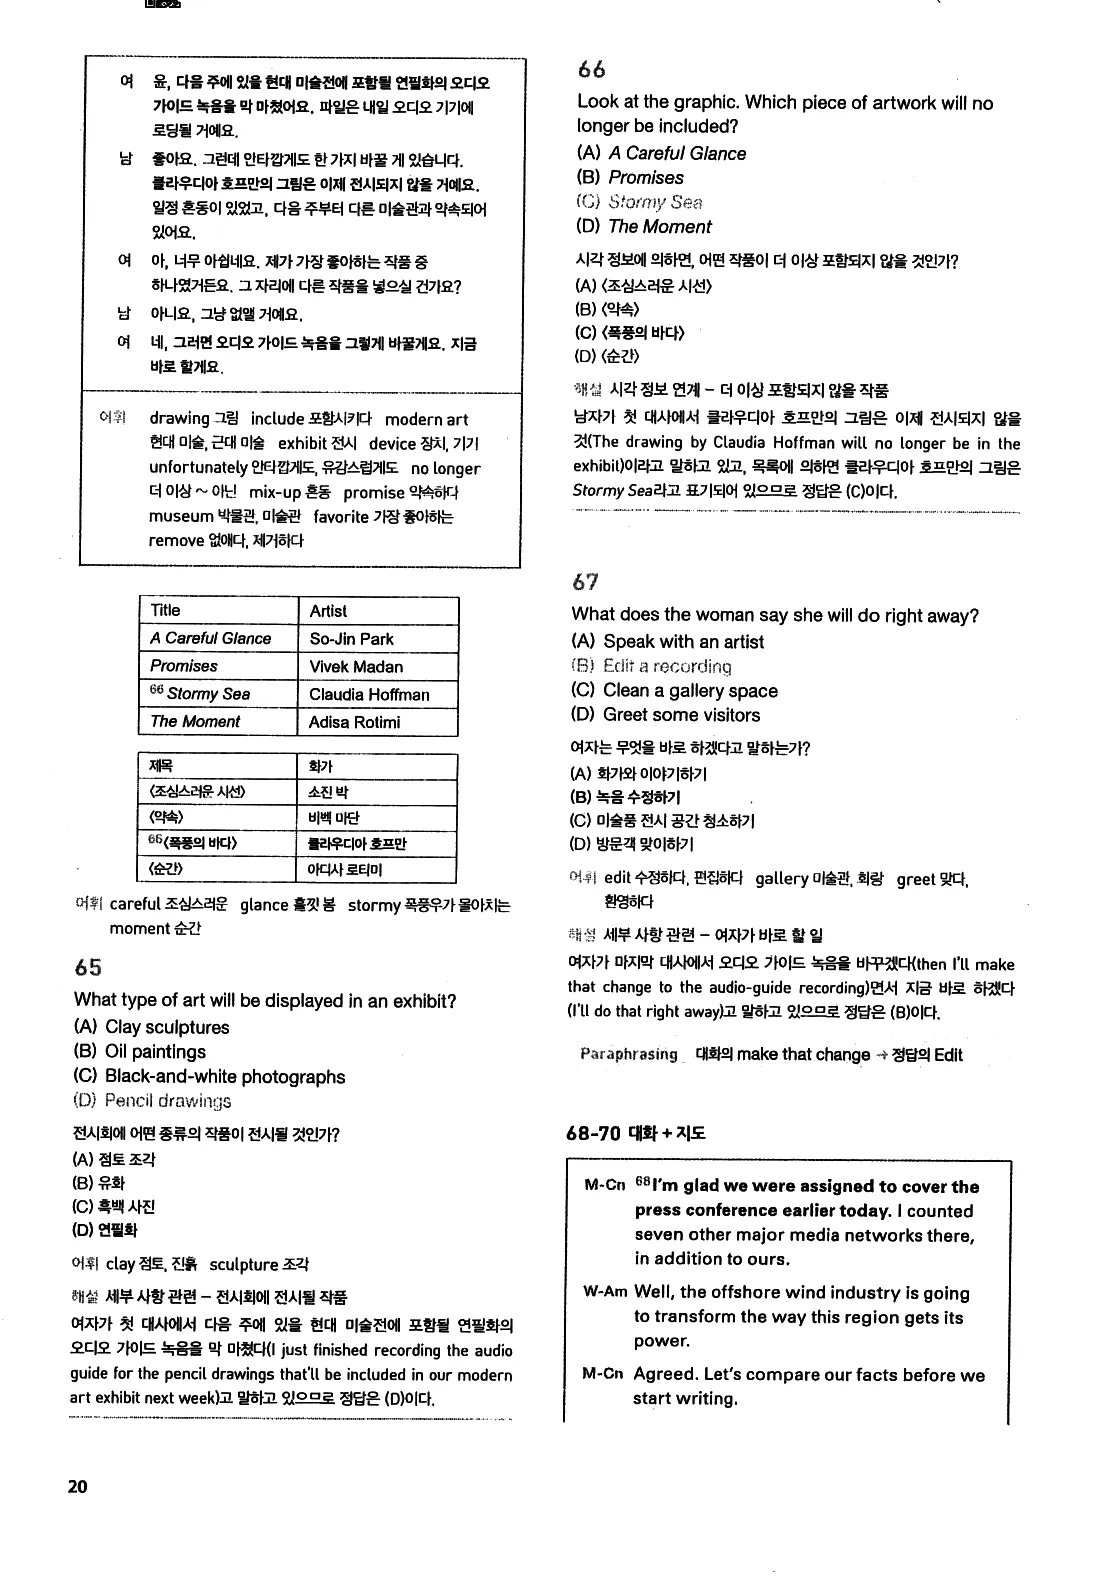 여 윤, 다음 주에 있을 현대 미술전에 포함될 연필화의 오디오
가이드 녹음을 막 마쳤어요. 파일은 내일 오디오 기기에
로딩될 거예요.
남 좋아요. 그런데 안타깝게도 한 가지 바꿀 게 있습니다.
클라우디아 호프만의 그림은 이제 전시되지 않을 거예요.
일정 혼동이 있었고, 다음 주부터 다른 미술관과 약속되어
있어요.
여 아, 너무 아쉽네요. 제가 가장 좋아하는 작품 중
하나였거든요. 그 자리에 다른 작품을 넣으실 건가요?
남 아니요, 그냥 없앨 거예요.
여 네, 그러면 오디오 가이드 녹음을 그렇게 바꿀게요. 지금
바로 할게요.
어휘 drawing 그림 include 포함시키다 modern art
현대 미술, 근대 미술 exhibit 전시 device 장치, 기기
unfortunately 안타깝게도, 유감스럽게도 no longer
더 이상 ~ 아닌 mix-up 혼동 promise 약속하다
museum 박물관, 미술관 favorite 가장 좋아하는
remove 없애다, 제거하다
Title Artist
A Careful Glance So-Jin Park
Promises Vivek Madan
66 Stormy Sea Claudia Hoffman
The Moment Adisa Rotimi
제목 화가
〈조심스러운 시선〉 소진 박
〈약속〉 비벡 마단
66〈폭풍의 바다〉 클라우디아 호프만
〈순간〉 아디사 로티미
어휘 careful 조심스러운 glance 흘낏 봄 stormy 폭풍우가 몰아치는
moment 순간
65
What type of art will be displayed in an exhibit?
(A) Clay sculptures
(B) Oil paintings
(C) Black-and-white photographs
(D) Pencil drawings
전시회에 어떤 종류의 작품이 전시될 것인가?
(A) 점토 조각
(B) 유화
(C) 흑백 사진
(D) 연필화
어휘 clay 점토, 진흙 sculpture 조각
해설 세부 사항 관련 – 전시회에 전시될 작품
여자가 첫 대사에서 다음 주에 있을 현대 미술전에 포함될 연필화의
오디오 가이드 녹음을 막 마쳤다(I just finished recording the audio
guide for the pencil drawings that'll be included in our modern
art exhibit next week)고 말하고 있으므로 정답은 (D)이다.
20
66
Look at the graphic. Which piece of artwork will no
longer be included?
(A) A Careful Glance
(B) Promises
(C) Stormy Sea
(D) The Moment
시각 정보에 의하면, 어떤 작품이 더 이상 포함되지 않을 것인가?
(A) 〈조심스러운 시선〉
(B) 〈약속〉
(C) 〈폭풍의 바다〉
(D) 〈순간〉
해설 시각 정보 연계 – 더 이상 포함되지 않을 작품
남자가 첫 대사에서 클라우디아 호프만의 그림은 이제 전시되지 않을
것(The drawing by Claudia Hoffman will no longer be in the
exhibit)이라고 말하고 있고, 목록에 의하면 클라우디아 호프만의 그림은
Stormy Sea라고 표기되어 있으므로 정답은 (C)이다.
67
What does the woman say she will do right away?
(A) Speak with an artist
(B) Edit a recording
(C) Clean a gallery space
(D) Greet some visitors
여자는 무엇을 바로 하겠다고 말하는가?
(A) 화가와 이야기하기
(B) 녹음 수정하기
(C) 미술품 전시 공간 청소하기
(D) 방문객 맞이하기
어휘 edit 수정하다, 편집하다 gallery 미술관, 화랑 greet 맞다,
환영하다
해설 세부 사항 관련 – 여자가 바로 할 일
여자가 마지막 대사에서 오디오 가이드 녹음을 바꾸겠다(then I'll make
that change to the audio-guide recording)면서 지금 바로 하겠다
(I'll do that right away)고 말하고 있으므로 정답은 (B)이다.
Paraphrasing 대화의 make that change → 정답의 Edit
68-70 대화 + 지도
M-Cn 68I'm glad we were assigned to cover the
press conference earlier today. I counted
seven other major media networks there,
in addition to ours.
W-Am Well, the offshore wind industry is going
to transform the way this region gets its
power.
M-Cn Agreed. Let's compare our facts before we
start writing.